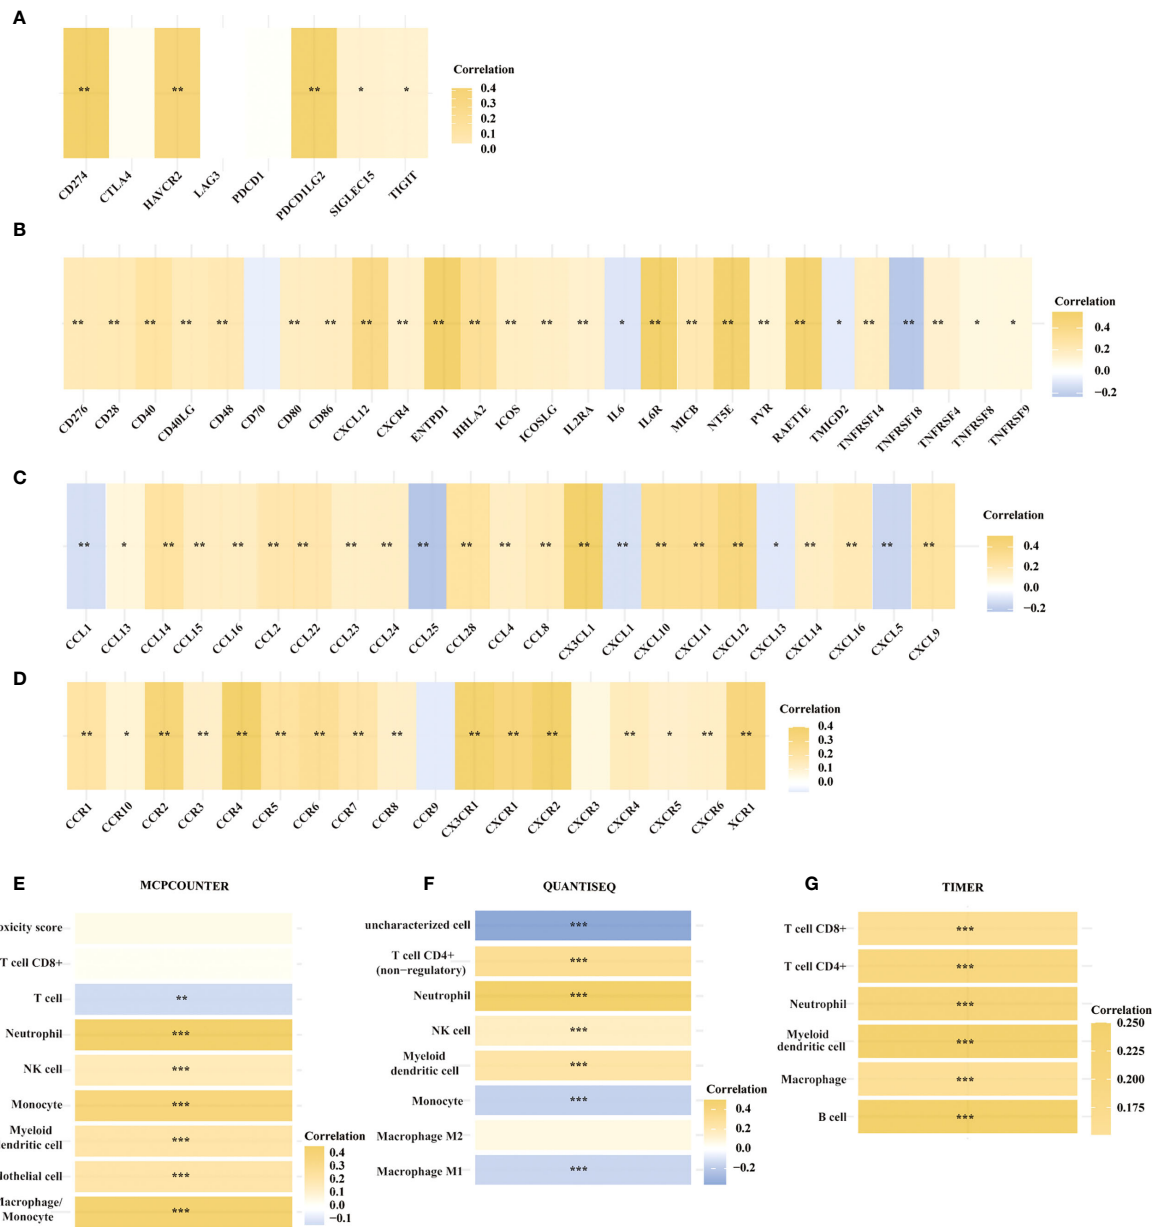 A
** ** ** * *
CD274 CTLA4 HAVCR2 LAG3 PDCD1 PDCD1LG2 SIGLEC15 TIGIT
Correlation
0.4
0.3
0.2
0.1
0.0
B
** ** ** ** ** ** ** ** ** ** ** ** ** ** * ** ** ** ** ** * ** ** ** * *
CD276 CD28 CD40 CD40LG CD48 CD70 CD80 CD86 CXCL12 CXCR4 ENTPD1 HHLA2 ICOS ICOSLG IL2RA IL6 IL6R MICB NT5E PVR RAET1E TMIGD2 TNFRSF14 TNFRSF18 TNFRSF4 TNFRSF8 TNFRSF9
Correlation
0.4
0.2
0.0
−0.2
C
** * ** ** ** ** ** ** ** ** ** ** ** ** ** ** ** ** * ** ** ** **
CCL1 CCL13 CCL14 CCL15 CCL16 CCL2 CCL22 CCL23 CCL24 CCL25 CCL28 CCL4 CCL8 CX3CL1 CXCL1 CXCL10 CXCL11 CXCL12 CXCL13 CXCL14 CXCL16 CXCL5 CXCL9
Correlation
0.4
0.2
0.0
−0.2
D
** * ** ** ** ** ** ** ** ** ** ** ** * ** **
CCR1 CCR10 CCR2 CCR3 CCR4 CCR5 CCR6 CCR7 CCR8 CCR9 CX3CR1 CXCR1 CXCR2 CXCR3 CXCR4 CXCR5 CXCR6 XCR1
Correlation
0.4
0.3
0.2
0.1
0.0
E
MCPCOUNTER
oxicity score
T cell CD8+
T cell **
Neutrophil ***
NK cell ***
Monocyte ***
Myeloid
endritic cell ***
dothelial cell ***
Macrophage/
Monocyte ***
Correlation
0.4
0.3
0.2
0.1
0.0
−0.1
F
QUANTISEQ
uncharacterized cell ***
T cell CD4+
(non−regulatory) ***
Neutrophil ***
NK cell ***
Myeloid
dendritic cell ***
Monocyte ***
Macrophage M2
Macrophage M1 ***
Correlation
0.4
0.2
0.0
−0.2
G
TIMER
T cell CD8+ ***
T cell CD4+ ***
Neutrophil ***
Myeloid
dendritic cell ***
Macrophage ***
B cell ***
Correlation
0.250
0.225
0.200
0.175